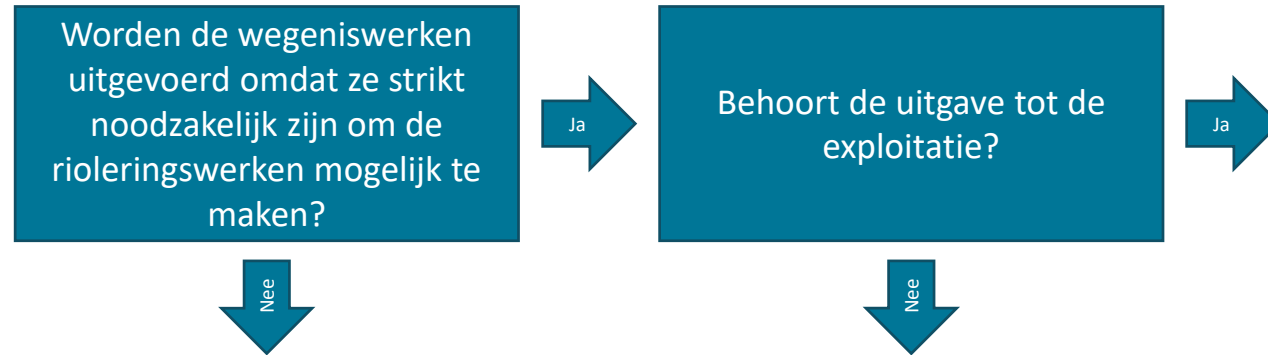 Worden de wegeniswerken
uitgevoerd omdat ze strikt
noodzakelijk zijn om de
rioleringswerken mogelijk te
maken?
Ja
Behoort de uitgave tot de
exploitatie?
Ja
Nee
Nee